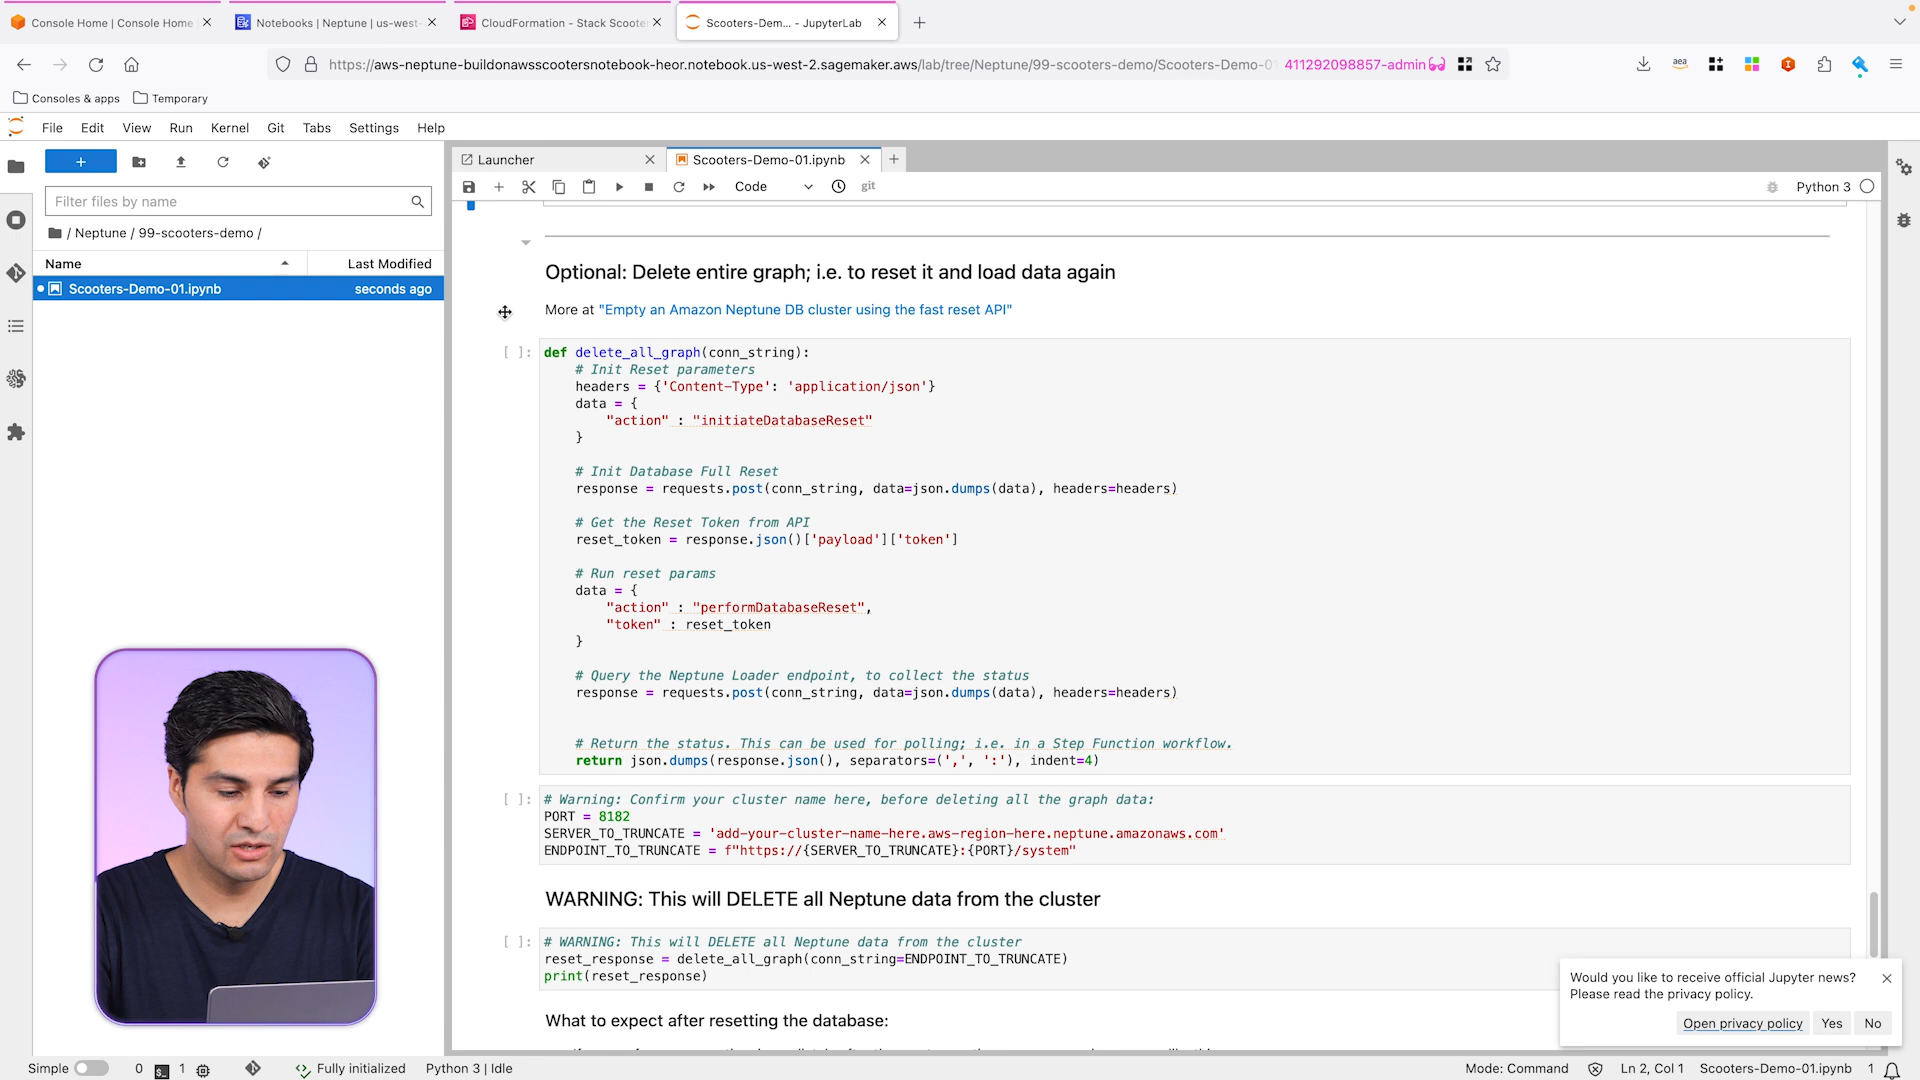 Console Home | Console Home
Notebooks | Neptune | us-west-
CloudFormation - Stack Scooter
Scooters-Dem... - JupyterLab
https://aws-neptune-buildonawsscootersnotebook-heor.notebook.us-west-2.sagemaker.aws/lab/tree/Neptune/99-scooters-demo/Scooters-Demo-01
411292098857-admin
aea
Consoles & apps
Temporary
File Edit View Run Kernel Git Tabs Settings Help
Launcher
Scooters-Demo-01.ipynb
Code
git
Python 3
Filter files by name
/ Neptune / 99-scooters-demo /
Name
Last Modified
Scooters-Demo-01.ipynb
seconds ago
Optional: Delete entire graph; i.e. to reset it and load data again
More at "Empty an Amazon Neptune DB cluster using the fast reset API"
[ ]:
def delete_all_graph(conn_string):
# Init Reset parameters
headers = {'Content-Type': 'application/json'}
data = {
"action" : "initiateDatabaseReset"
}
# Init Database Full Reset
response = requests.post(conn_string, data=json.dumps(data), headers=headers)
# Get the Reset Token from API
reset_token = response.json()['payload']['token']
# Run reset params
data = {
"action" : "performDatabaseReset",
"token" : reset_token
}
# Query the Neptune Loader endpoint, to collect the status
response = requests.post(conn_string, data=json.dumps(data), headers=headers)
# Return the status. This can be used for polling; i.e. in a Step Function workflow.
return json.dumps(response.json(), separators=(',', ':'), indent=4)
[ ]:
# Warning: Confirm your cluster name here, before deleting all the graph data:
PORT = 8182
SERVER_TO_TRUNCATE = 'add-your-cluster-name-here.aws-region-here.neptune.amazonaws.com'
ENDPOINT_TO_TRUNCATE = f"https://{SERVER_TO_TRUNCATE}:{PORT}/system"
WARNING: This will DELETE all Neptune data from the cluster
[ ]:
# WARNING: This will DELETE all Neptune data from the cluster
reset_response = delete_all_graph(conn_string=ENDPOINT_TO_TRUNCATE)
print(reset_response)
What to expect after resetting the database:
Would you like to receive official Jupyter news?
Please read the privacy policy.
Open privacy policy
Yes
No
Simple
0
1
Fully initialized
Python 3 | Idle
Mode: Command
Ln 2, Col 1
Scooters-Demo-01.ipynb
1